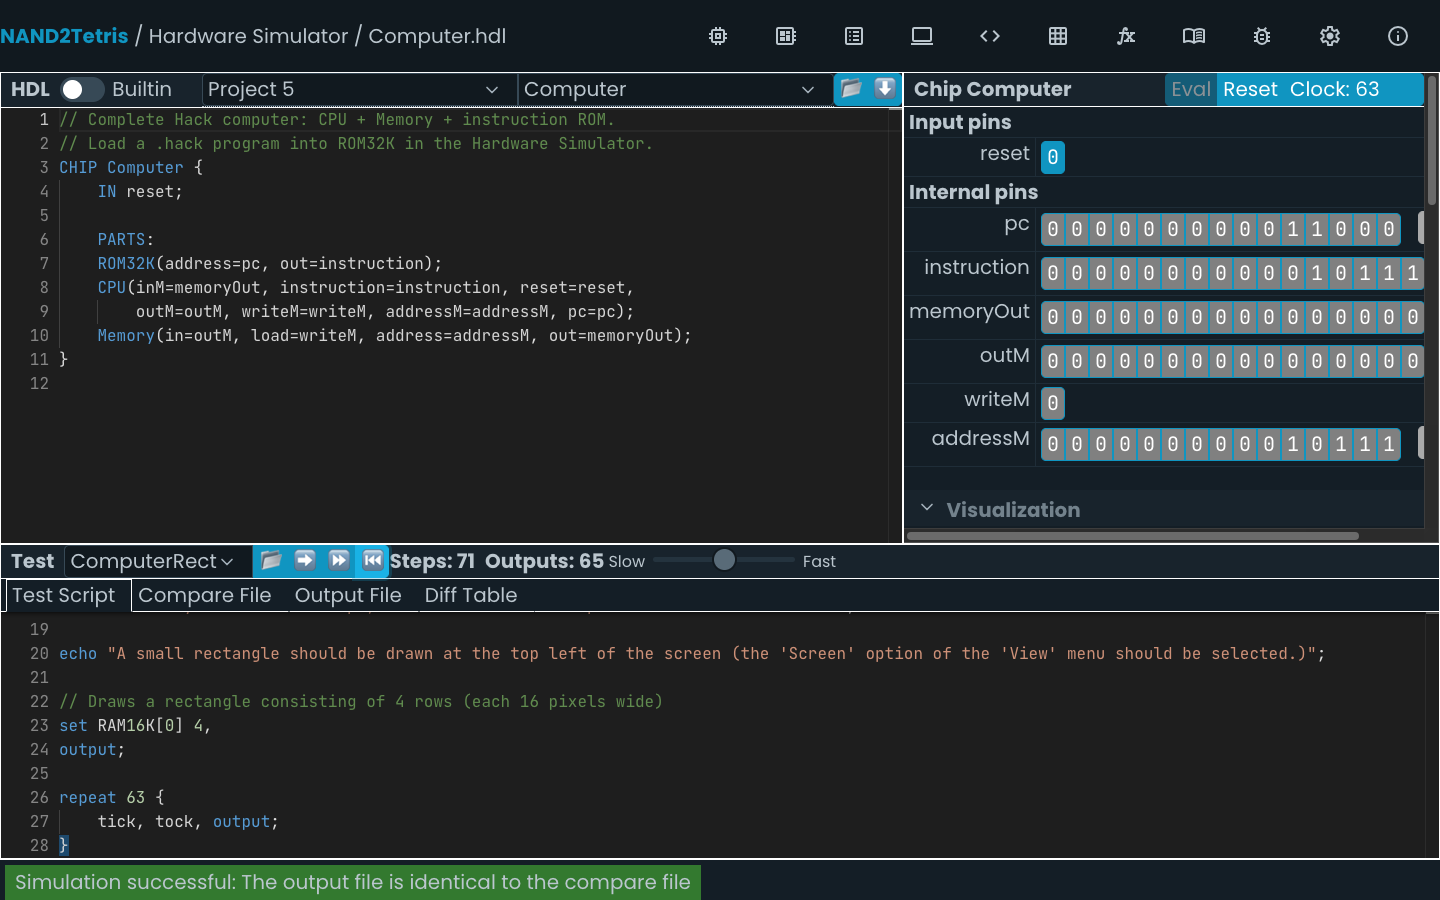 NAND2Tetris / Hardware Simulator / Computer.hdl
HDL Builtin Project 5 Computer
1 // Complete Hack computer: CPU + Memory + instruction ROM.
2 // Load a .hack program into ROM32K in the Hardware Simulator.
3 CHIP Computer {
4 IN reset;
5
6 PARTS:
7 ROM32K(address=pc, out=instruction);
8 CPU(inM=memoryOut, instruction=instruction, reset=reset,
9 outM=outM, writeM=writeM, addressM=addressM, pc=pc);
10 Memory(in=outM, load=writeM, address=addressM, out=memoryOut);
11 }
12
Chip Computer Eval Reset Clock: 63
Input pins
reset 0
Internal pins
pc 0 0 0 0 0 0 0 0 0 0 1 1 0 0 0
instruction 0 0 0 0 0 0 0 0 0 0 0 1 0 1 1 1
memoryOut 0 0 0 0 0 0 0 0 0 0 0 0 0 0 0 0
outM 0 0 0 0 0 0 0 0 0 0 0 0 0 0 0 0
writeM 0
addressM 0 0 0 0 0 0 0 0 0 0 1 0 1 1 1
Visualization
Test ComputerRect Steps: 71 Outputs: 65 Slow Fast
Test Script Compare File Output File Diff Table
19
20 echo "A small rectangle should be drawn at the top left of the screen (the 'Screen' option of the 'View' menu should be selected.)";
21
22 // Draws a rectangle consisting of 4 rows (each 16 pixels wide)
23 set RAM16K[0] 4,
24 output;
25
26 repeat 63 {
27 tick, tock, output;
28 }
Simulation successful: The output file is identical to the compare file